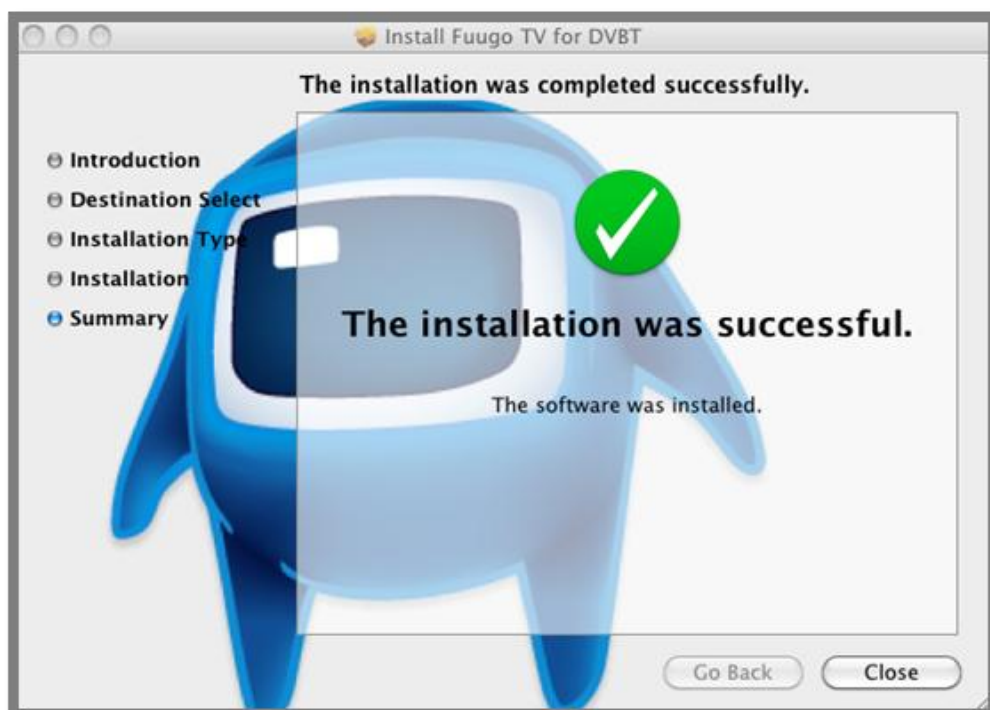 Install Fuugo TV for DVBT
The installation was completed successfully.
Introduction
Destination Select
Installation Type
Installation
Summary
The installation was successful.
The software was installed.
Go Back
Close